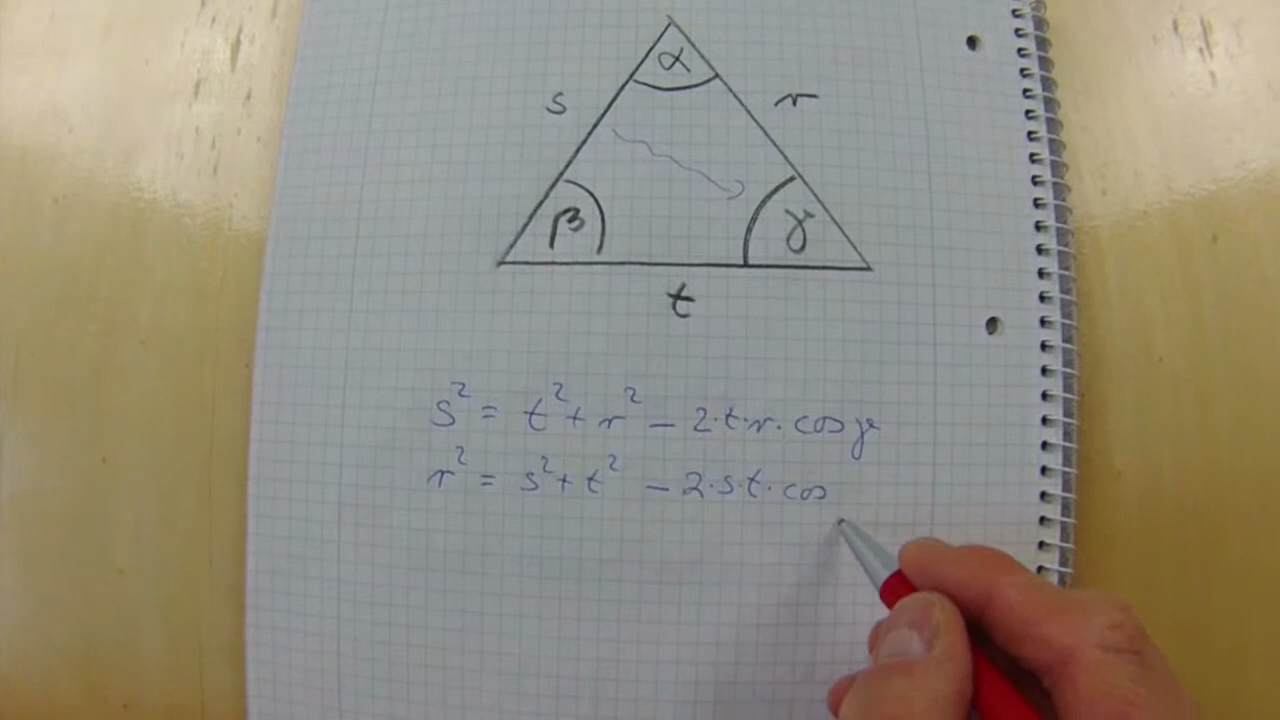 α
s r
β γ
t
s² = t² + r² – 2·t·r· cos γ
r² = s² + t² – 2·s·t· cos